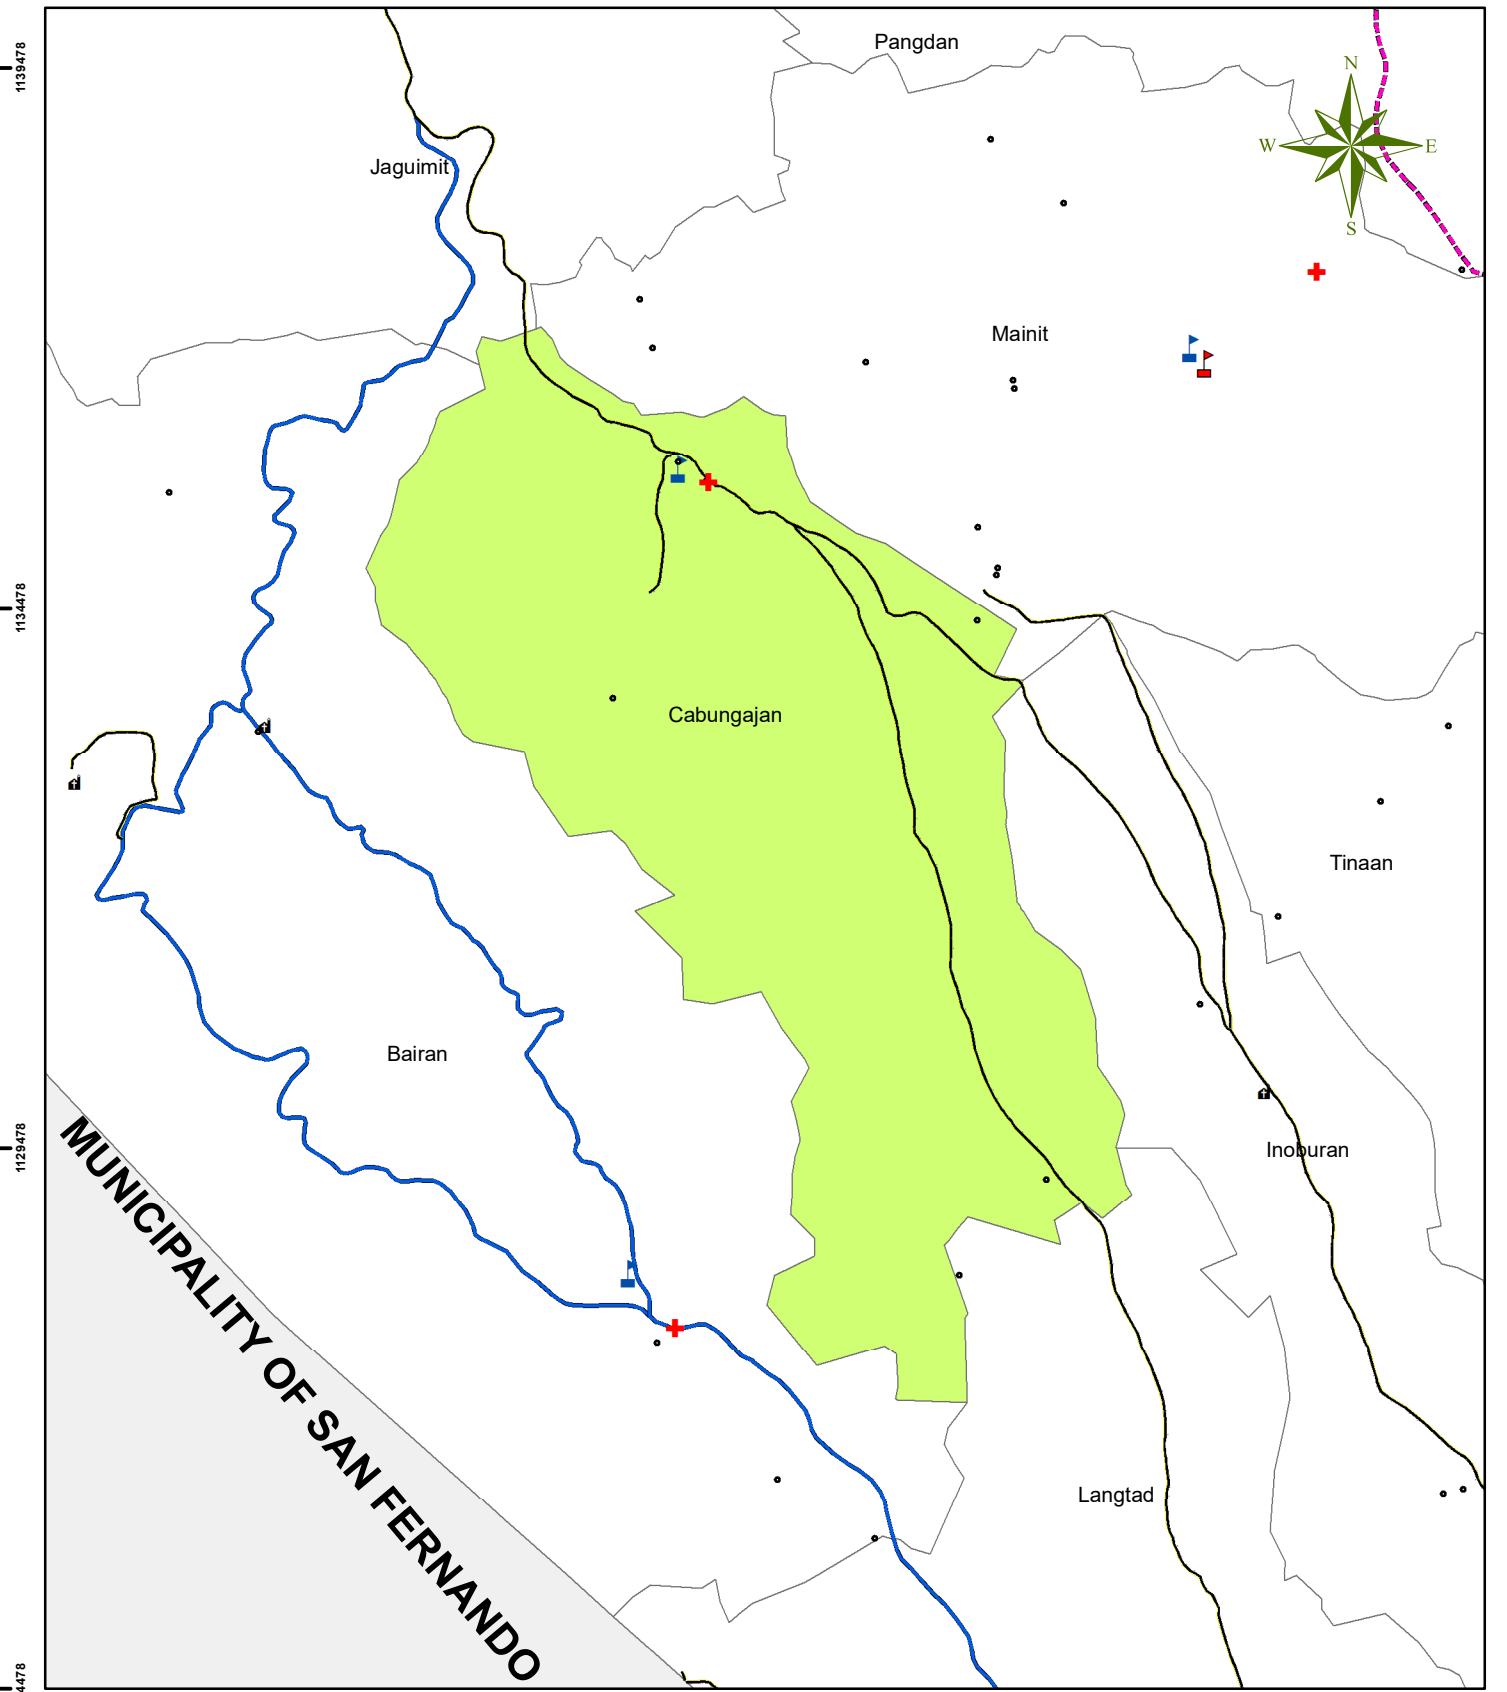 Pangdan
1139478
N
W
E
S
Jaguimit
Mainit
1134478
Cabungajan
Tinaan
Bairan
1129478
Inoburan
MUNICIPALITY OF SAN FERNANDO
Langtad
4478